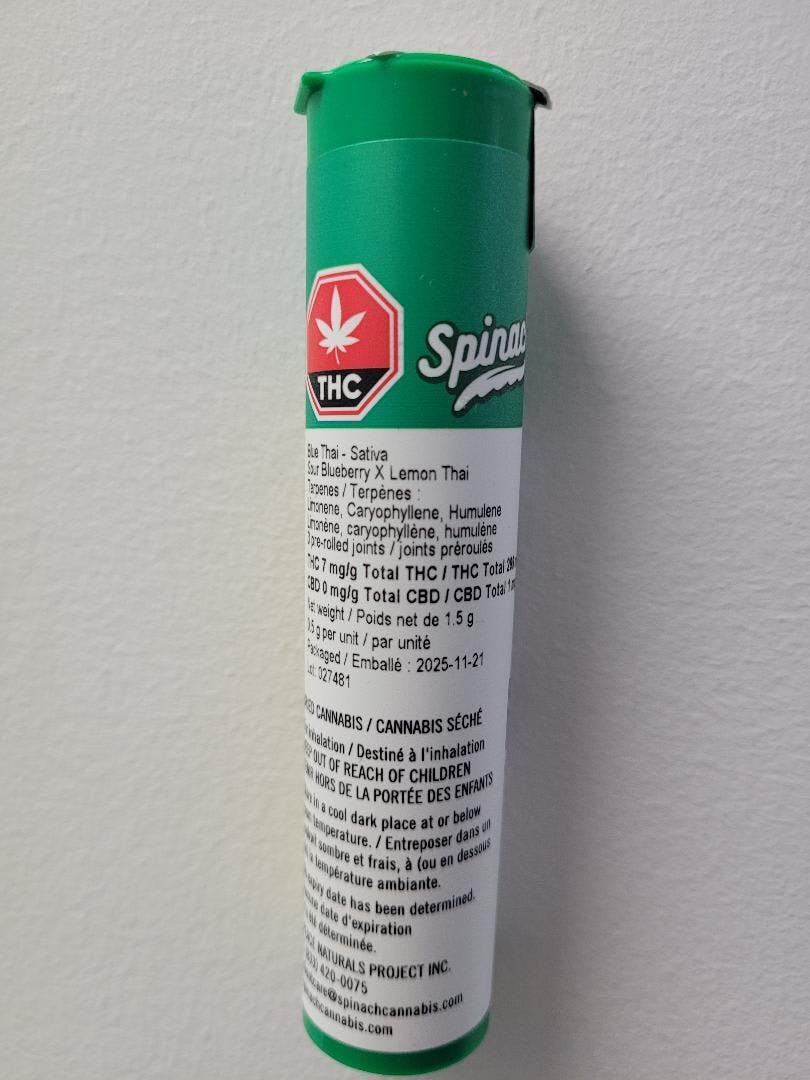 THC
Spinac
Blue Thai - Sativa
Sour Blueberry X Lemon Thai
Terpenes / Terpènes :
Limonene, Caryophyllene, Humulene
Limonène, caryophyllène, humulène
3 pre-rolled joints / joints préroulés
THC 7 mg/g Total THC / THC Total
CBD 0 mg/g Total CBD / CBD Total 1
Net weight / Poids net de 1.5 g
0.5 g per unit / par unité
Packaged / Emballé : 2025-11-21
Lot: 027481
CANNABIS / CANNABIS SÉCHÉ
inhalation / Destiné à l'inhalation
OUT OF REACH OF CHILDREN
HORS DE LA PORTÉE DES ENFANTS
in a cool dark place at or below
temperature. / Entreposer dans un
sombre et frais, à (ou en dessous
température ambiante.
expiry date has been determined.
date d'expiration
déterminée.
NATURALS PROJECT INC.
420-0075
care@spinachcannabis.com
nachcannabis.com